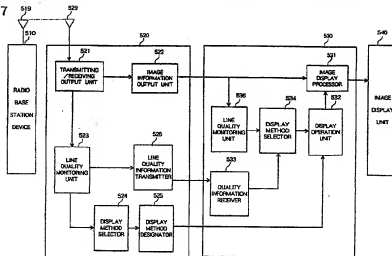 7
519
529
510
520
530
540
521
522
531
TRANSMITTING
/RECEIVING
OUTPUT UNIT
IMAGE
INFORMATION
OUTPUT UNIT
IMAGE
DISPLAY
PROCESSOR
RADIO
BASE
STATION
DEVICE
IMAGE
DISPLAY
UNIT
536
534
532
LINE
QUALITY
MONITORING
UNIT
DISPLAY
METHOD
SELECTOR
DISPLAY
OPERATION
UNIT
523
526
533
LINE
QUALITY
MONITORING
UNIT
LINE
QUALITY
INFORMATION
TRANSMITTER
QUALITY
INFORMATION
RECEIVER
524
525
DISPLAY
METHOD
SELECTOR
DISPLAY
METHOD
DESIGNATOR